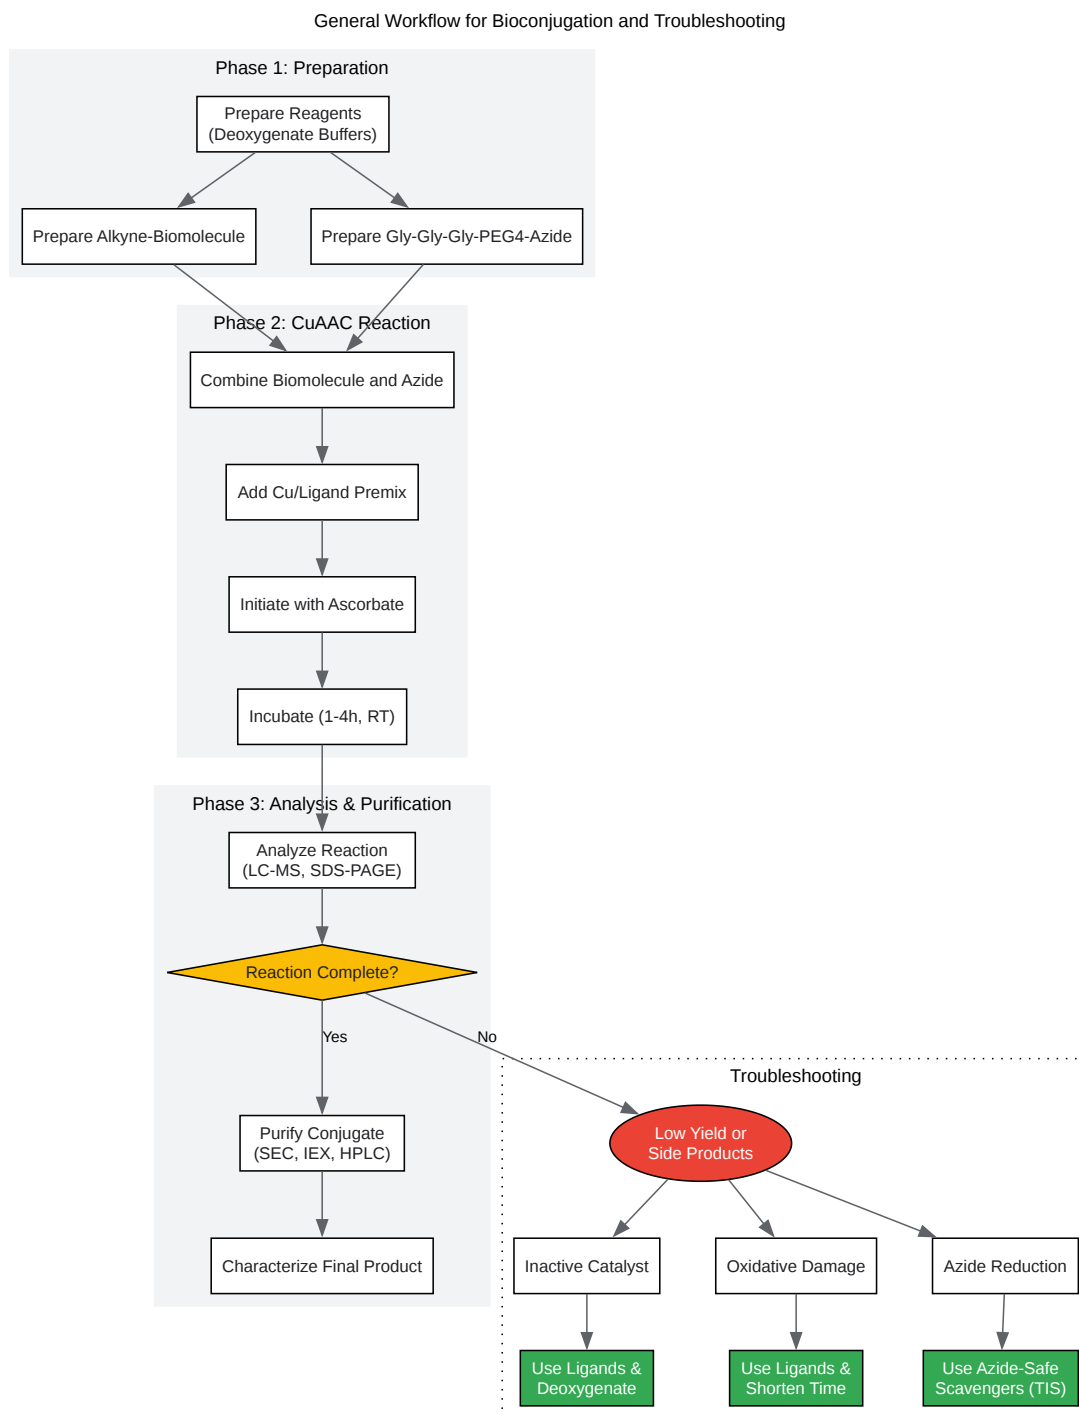 General Workflow for Bioconjugation and Troubleshooting
Phase 1: Preparation
Prepare Reagents
(Deoxygenate Buffers)
Prepare Alkyne-Biomolecule
Prepare Gly-Gly-Gly-PEG4-Azide
Phase 2: CuAAC Reaction
Combine Biomolecule and Azide
Add Cu/Ligand Premix
Initiate with Ascorbate
Incubate (1-4h, RT)
Phase 3: Analysis & Purification
Analyze Reaction
(LC-MS, SDS-PAGE)
Reaction Complete?
Yes
No
Purify Conjugate
(SEC, IEX, HPLC)
Characterize Final Product
Troubleshooting
Low Yield or
Side Products
Inactive Catalyst
Oxidative Damage
Azide Reduction
Use Ligands &
Deoxygenate
Use Ligands &
Shorten Time
Use Azide-Safe
Scavengers (TIS)